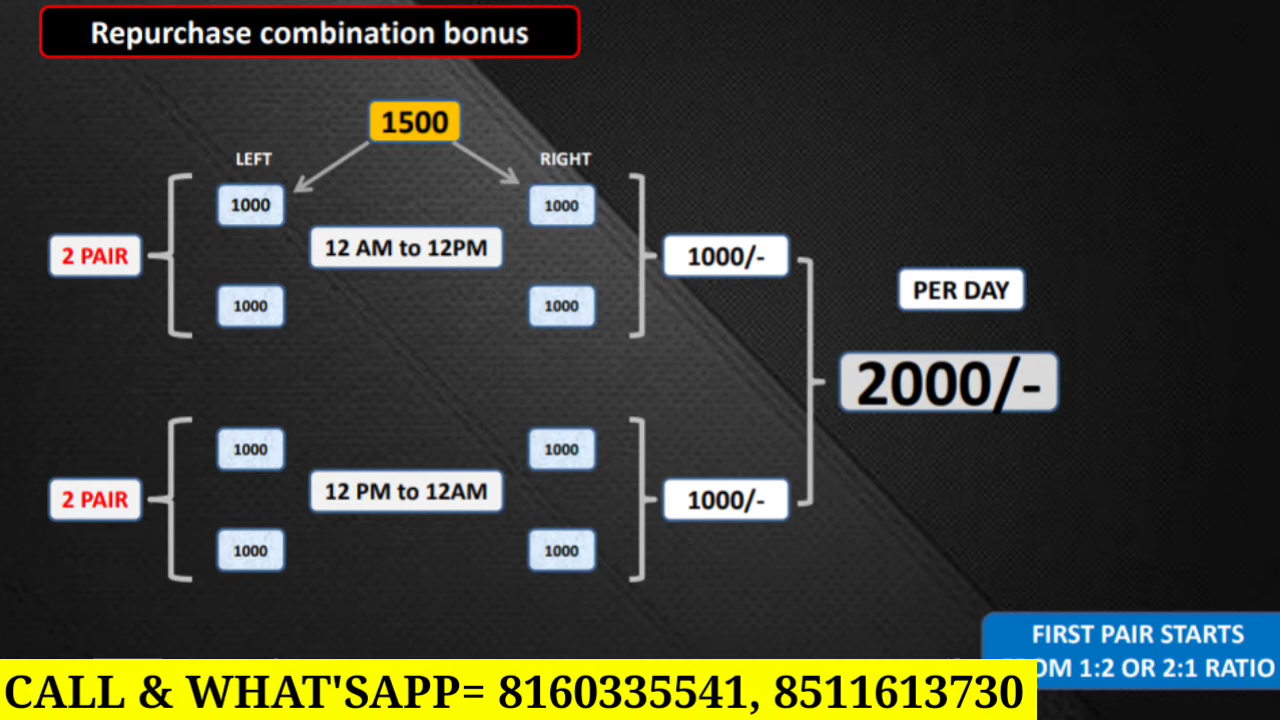 Repurchase combination bonus
1500
LEFT
RIGHT
1000
1000
12 AM to 12PM
2 PAIR
1000/-
1000
1000
PER DAY
2000/-
1000
1000
12 PM to 12AM
2 PAIR
1000/-
1000
1000
FIRST PAIR STARTS
1:2 OR 2:1 RATIO
CALL & WHAT'SAPP= 8160335541, 8511613730